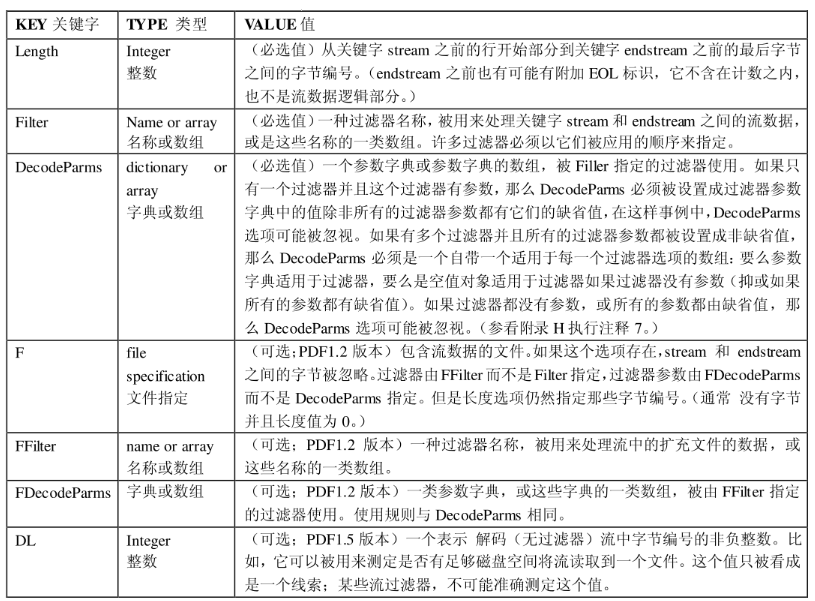 KEY 关键字 TYPE 类型 VALUE 值
Length Integer （必选值）从关键字 stream 之前的行开始部分到关键字 endstream 之前的最后字节
整数 之间的字节编号。（endstream 之前也有可能有附加 EOL 标识，它不含在计数之内，
也不是流数据逻辑部分。）
Filter Name or array （必选值）一种过滤器名称，被用来处理关键字 stream 和 endstream 之间的流数据，
名称或数组 或是这些名称的一类数组。许多过滤器必须以它们被应用的顺序来指定。
DecodeParms dictionary or （必选值）一个参数字典或参数字典的数组，被 Filler 指定的过滤器使用。如果只
array 有一个过滤器并且这个过滤器有参数，那么 DecodeParms 必须被设置成过滤器参数
字典或数组 字典中的值除非所有的过滤器参数都有它们的缺省值，在这样事例中，DecodeParms
选项可能被忽视。如果有多个过滤器并且所有的过滤器参数都被设置成非缺省值，
那么 DecodeParms 必须是一个自带一个适用于每一个过滤器选项的数组：要么参数
字典适用于过滤器，要么是空值对象适用于过滤器如果过滤器没有参数（抑或如果
所有的参数都有缺省值）。如果过滤器都没有参数，或所有的参数都由缺省值，那
么 DecodeParms 选项可能被忽视。（参看附录 H 执行注释 7。）
F file （可选；PDF1.2 版本）包含流数据的文件。如果这个选项存在，stream 和 endstream
specification 之间的字节被忽略。过滤器由 FFilter 而不是 Filter 指定，过滤器参数由 FDecodeParms
文件指定 而不是 DecodeParms 指定。但是长度选项仍然指定那些字节编号。（通常 没有字节
并且长度值为 0。）
FFilter name or array （可选；PDF1.2 版本）一种过滤器名称，被用来处理流中的扩充文件的数据，或
名称或数组 这些名称的一类数组。
FDecodeParms 字典或数组 （可选；PDF1.2 版本）一类参数字典，或这些字典的一类数组，被由 FFilter 指定
的过滤器使用。使用规则与 DecodeParms 相同。
DL Integer （可选；PDF1.5 版本）一个表示 解码（无过滤器）流中字节编号的非负整数。比
整数 如，它可以被用来测定是否有足够磁盘空间将流读取到一个文件。这个值只被看成
是一个线索；某些流过滤器，不可能准确测定这个值。